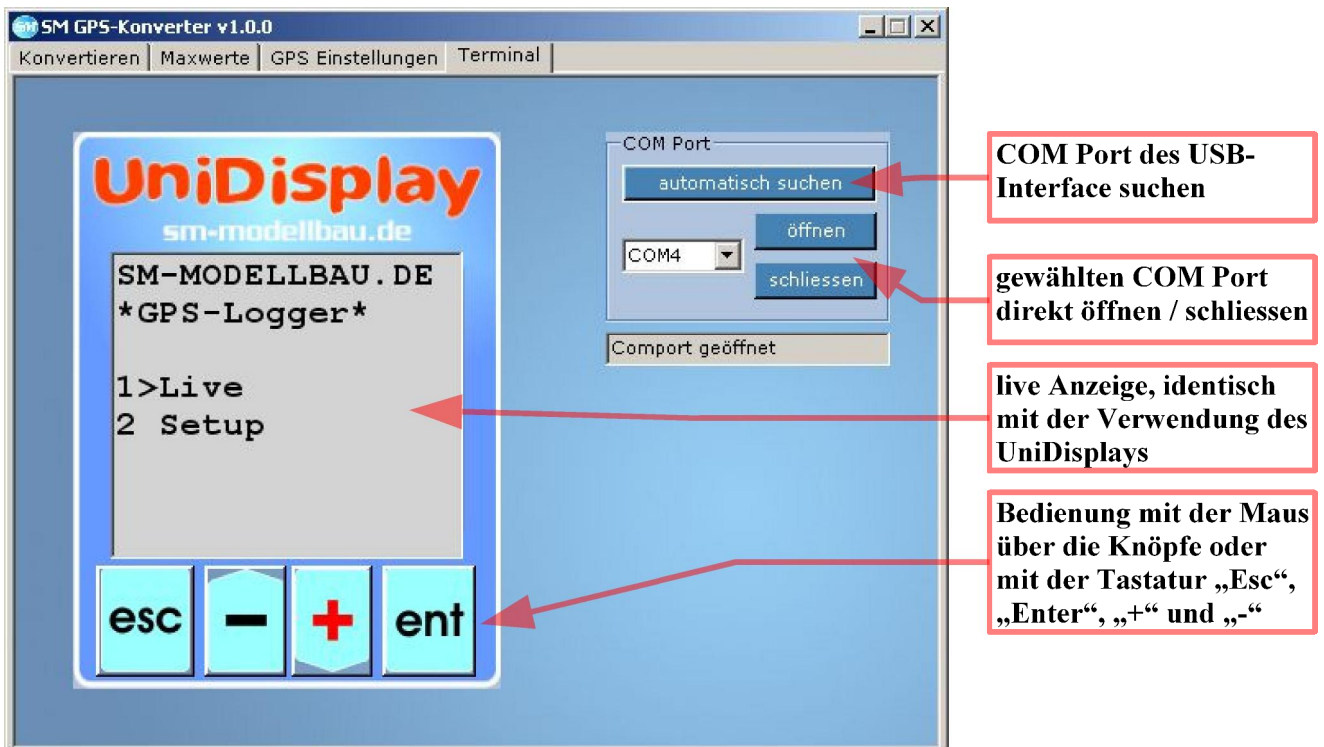 SM GPS-Konverter v1.0.0
Konvertieren Maxwerte GPS Einstellungen Terminal
UniDisplay
sm-modellbau.de
SM-MODELLBAU.DE
*GPS-Logger*
1>Live
2 Setup
esc - + ent
COM Port
automatisch suchen
öffnen
COM4
schliessen
Comport geöffnet
COM Port des USB-
Interface suchen
gewählten COM Port
direkt öffnen / schliessen
live Anzeige, identisch
mit der Verwendung des
UniDisplays
Bedienung mit der Maus
über die Knöpfe oder
mit der Tastatur „Esc“,
„Enter“, „+“ und „-“